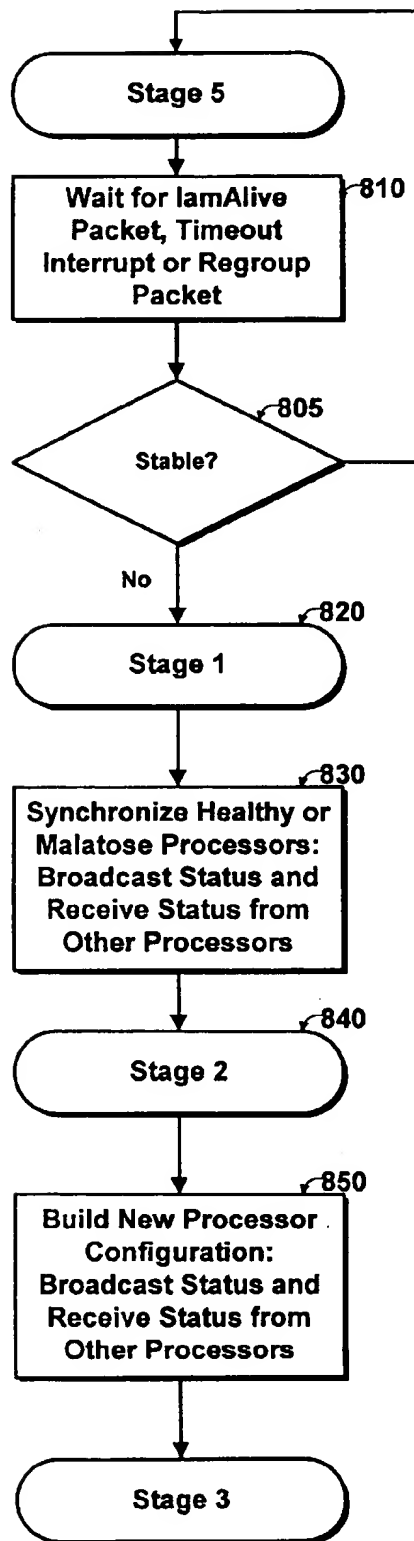 Stage 5
810
Wait for IamAlive
Packet, Timeout
Interrupt or Regroup
Packet
805
Stable?
No
820
Stage 1
830
Synchronize Healthy or
Malatose Processors:
Broadcast Status and
Receive Status from
Other Processors
840
Stage 2
850
Build New Processor
Configuration:
Broadcast Status and
Receive Status from
Other Processors
Stage 3